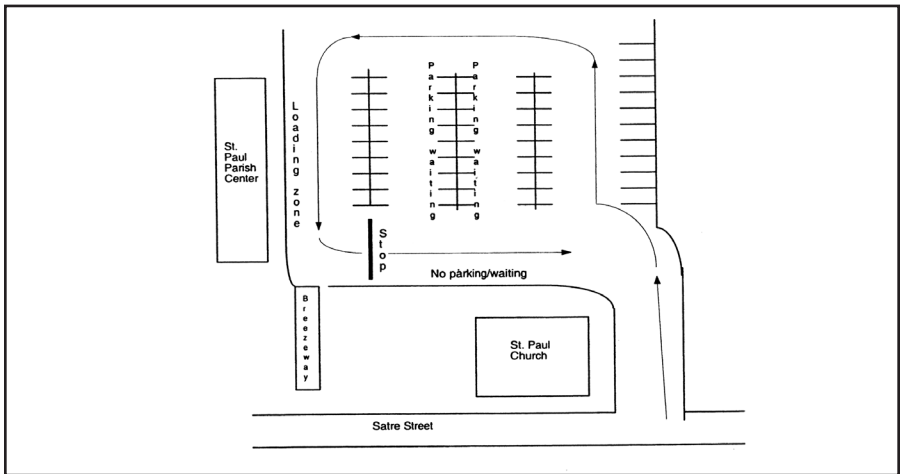 Parking waiting
Parking waiting
Loading zone
St.
Paul
Parish
Center
Stop
No parking/waiting
Breezeway
St. Paul
Church
Satre Street